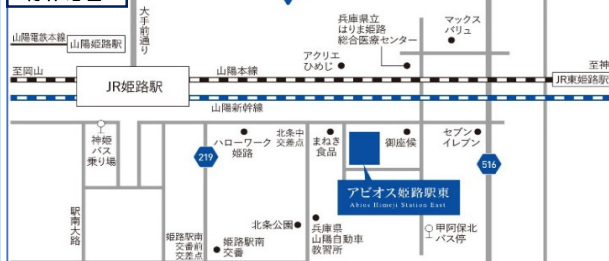 大手前通り
山陽電鉄本線
山陽姫路駅
兵庫県立
はりま姫路
総合医療センター
マックス
バリュ
アクリエ
ひめじ
至岡山
JR姫路駅
山陽本線
至神
JR東姫路駅
山陽新幹線
神姫
バス
乗り場
219
ハローワーク
姫路
北条中
交差点
まねき
食品
御座候
セブン
イレブン
516
アビオス姫路駅東
Abios Himeji Station East
駅南大路
北条公園
兵庫県
山陽自動車
教習所
甲阿保北
バス停
姫路駅南
交番前
交差点
姫路駅南
交番